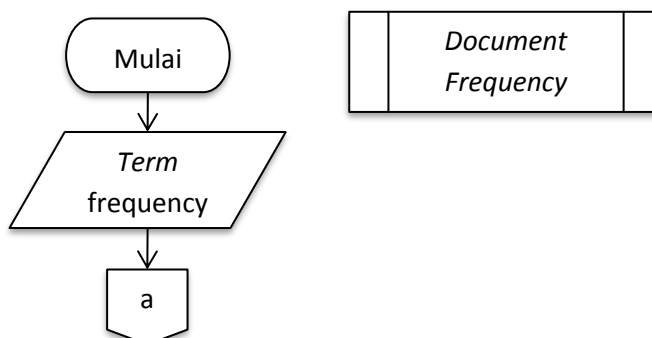 Mulai
Document
Frequency
Term
frequency
a